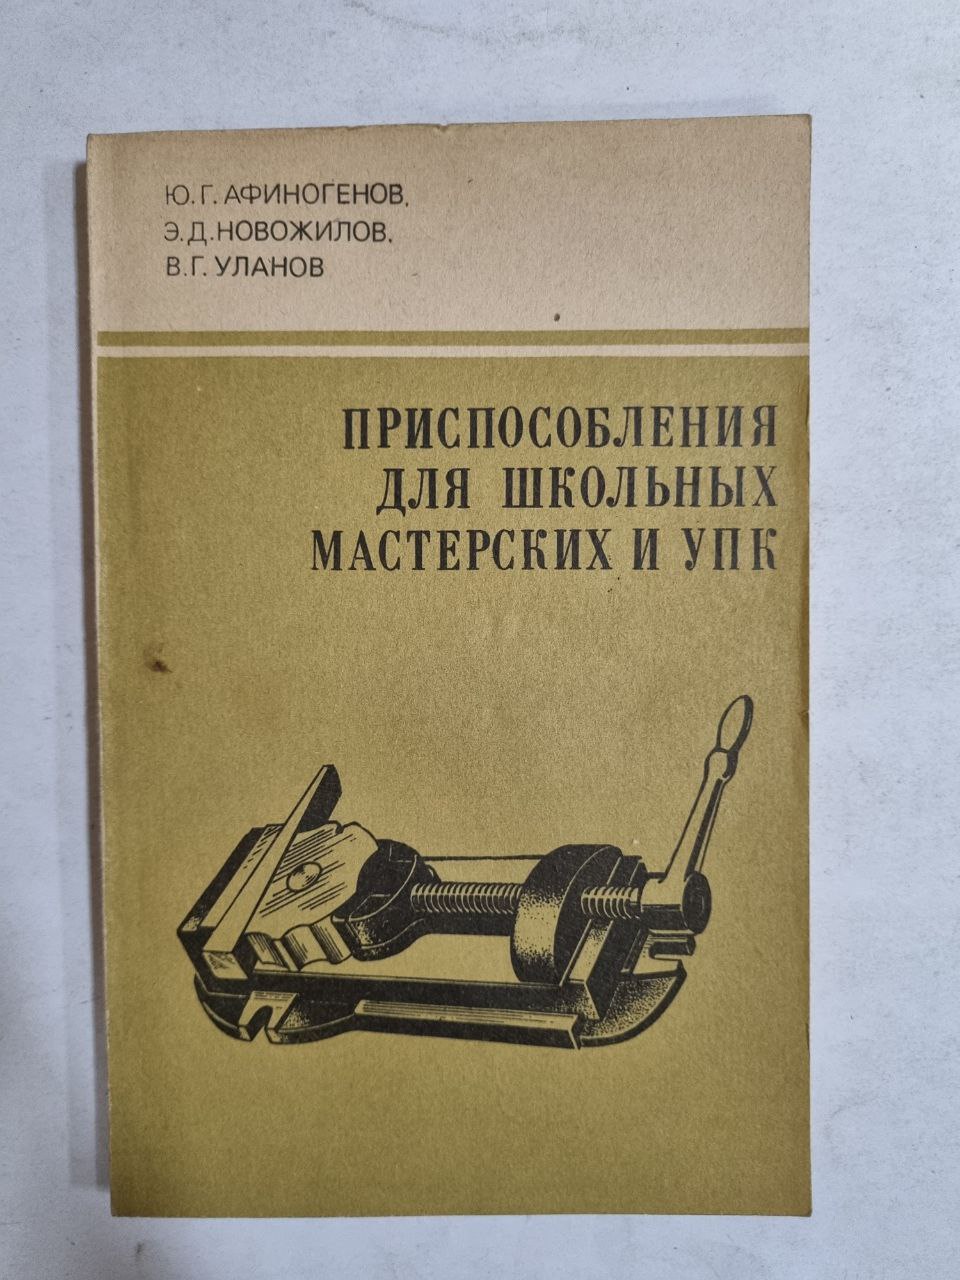 Ю.Г. АФИНОГЕНОВ,
Э.Д. НОВОЖИЛОВ,
В.Г. УЛАНОВ
ПРИСПОСОБЛЕНИЯ
ДЛЯ ШКОЛЬНЫХ
МАСТЕРСКИХ И УПК